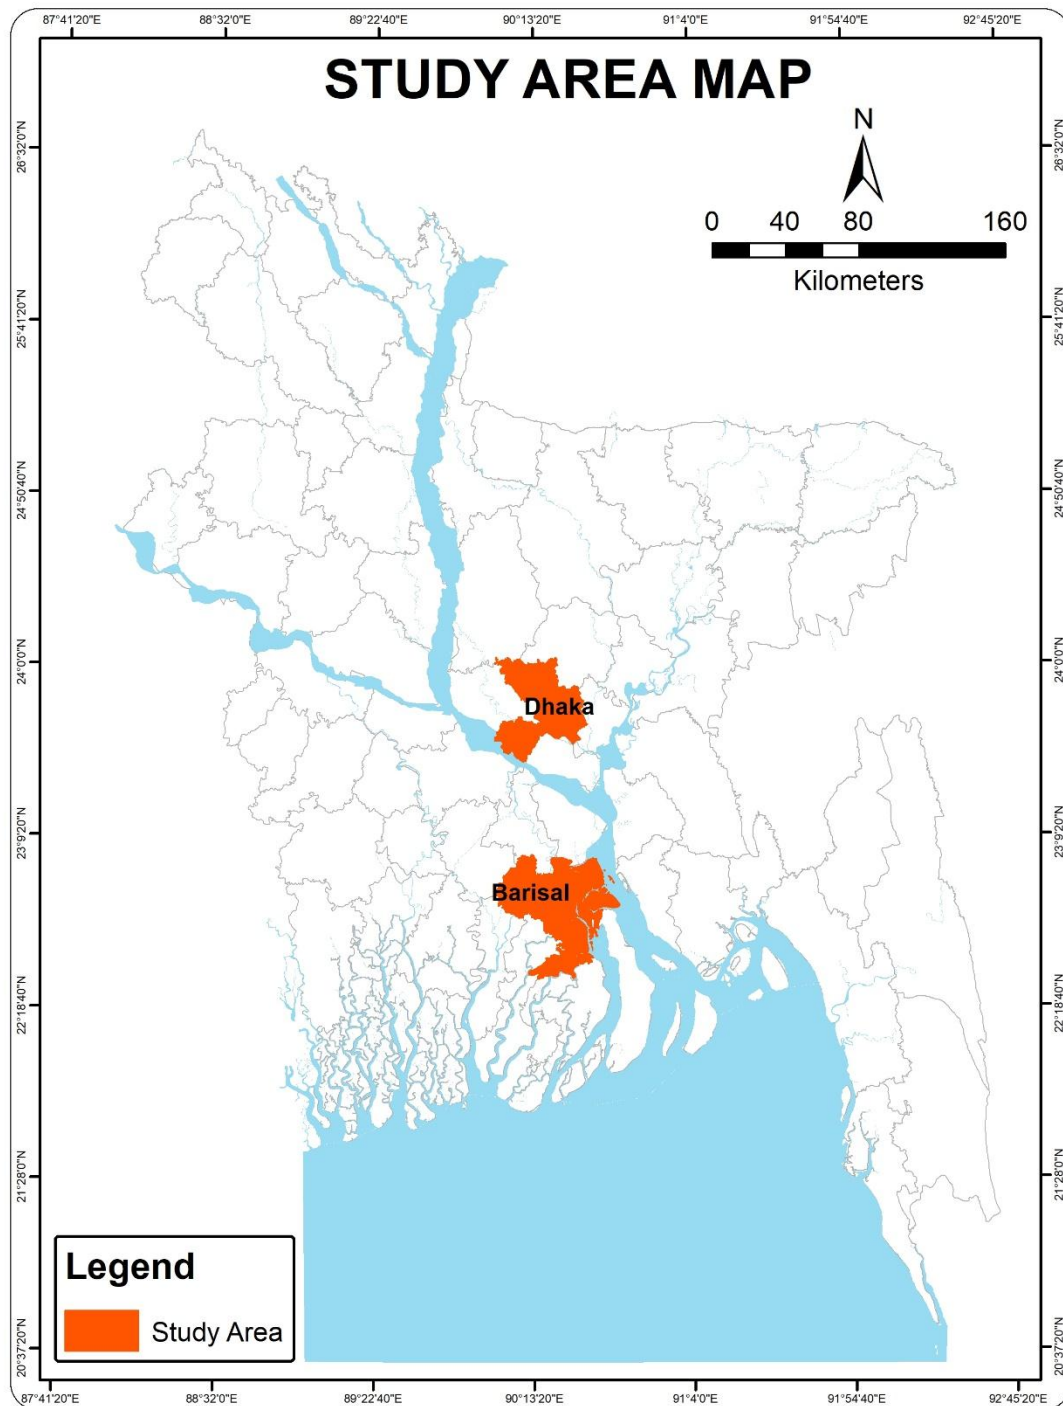 87°41'20"E 88°32'0"E 89°22'40"E 90°13'20"E 91°4'0"E 91°54'40"E 92°45'20"E
STUDY AREA MAP
N
0 40 80 160
Kilometers
26°32'0"N 26°32'0"N
25°41'20"N 25°41'20"N
24°50'40"N 24°50'40"N
24°0'0"N 24°0'0"N
Dhaka
23°9'20"N 23°9'20"N
Barisal
22°18'40"N 22°18'40"N
21°28'0"N 21°28'0"N
Legend
Study Area
20°37'20"N 20°37'20"N
87°41'20"E 88°32'0"E 89°22'40"E 90°13'20"E 91°4'0"E 91°54'40"E 92°45'20"E